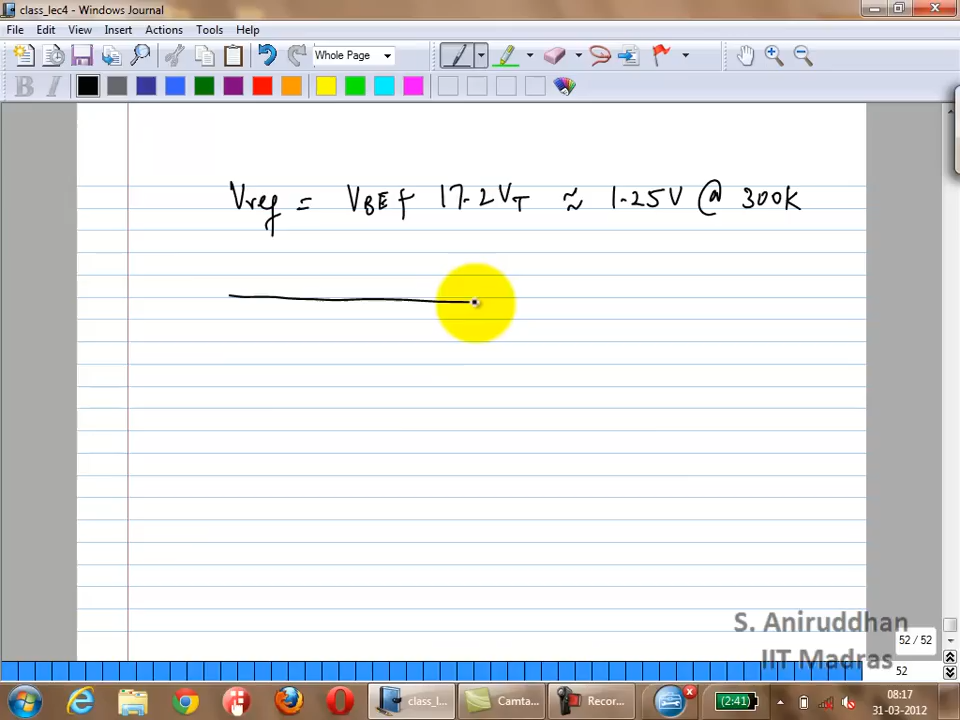 class_lec4 - Windows Journal
File Edit View Insert Actions Tools Help
Whole Page
B I
Vref = VBE + 17.2VT ≈ 1.25V @ 300K
S. Aniruddhan
IIT Madras
52 / 52
52
class_l... Camta... Recor... (2:41) 08:17
31-03-2012